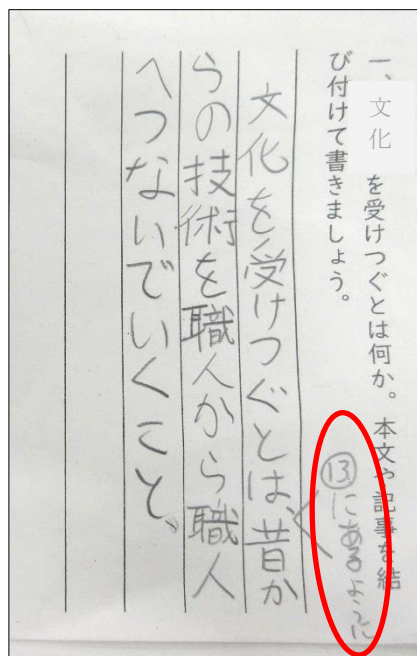 一、文化を受けつぐとは何か。本文や記事を結
び付けて書きましょう。
⑬にあるように
文化を受けつぐとは、昔か
らの技術を職人から職人
へつないでいくこと、